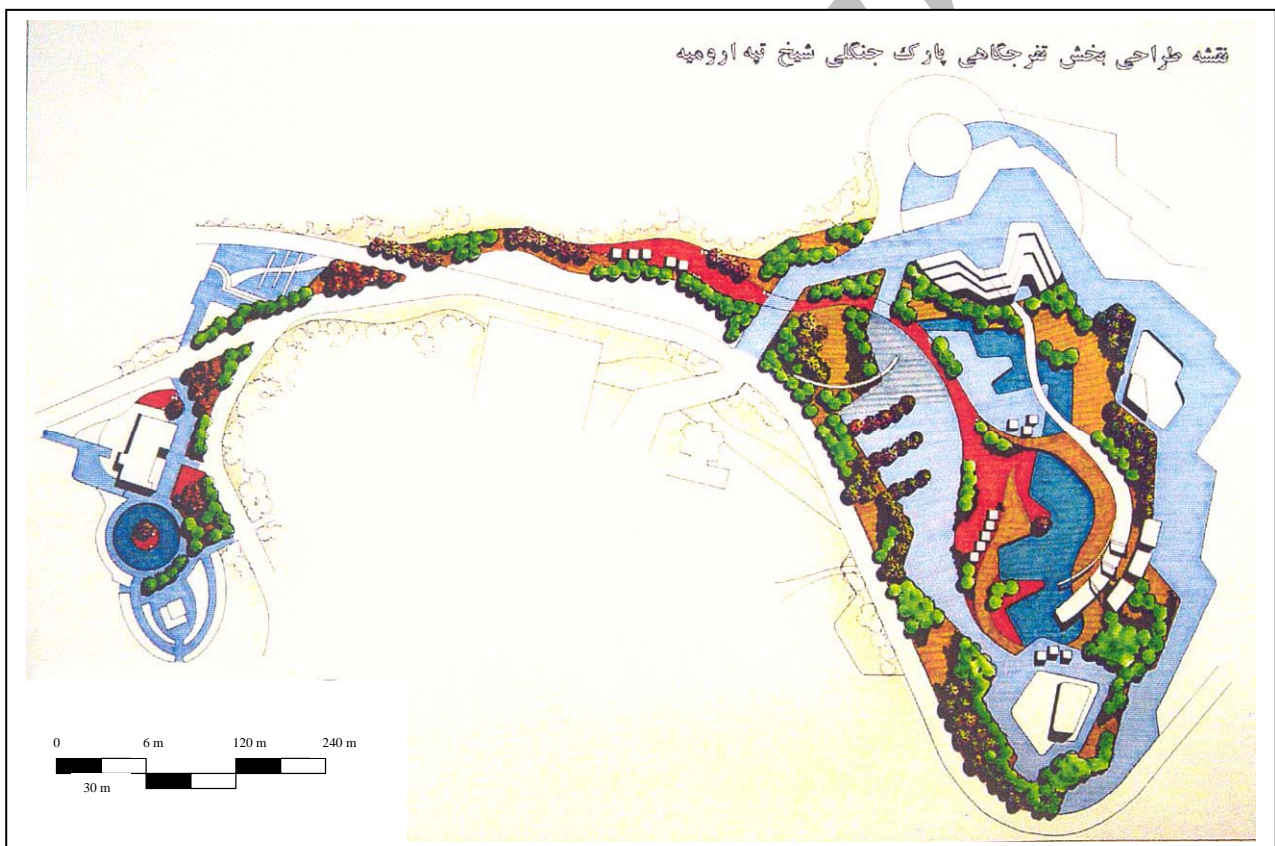 نقشه طراحی بخش تفرجگاهی پارک جنگلی شیخ تپه ارومیه
0 6 m 120 m 240 m
30 m